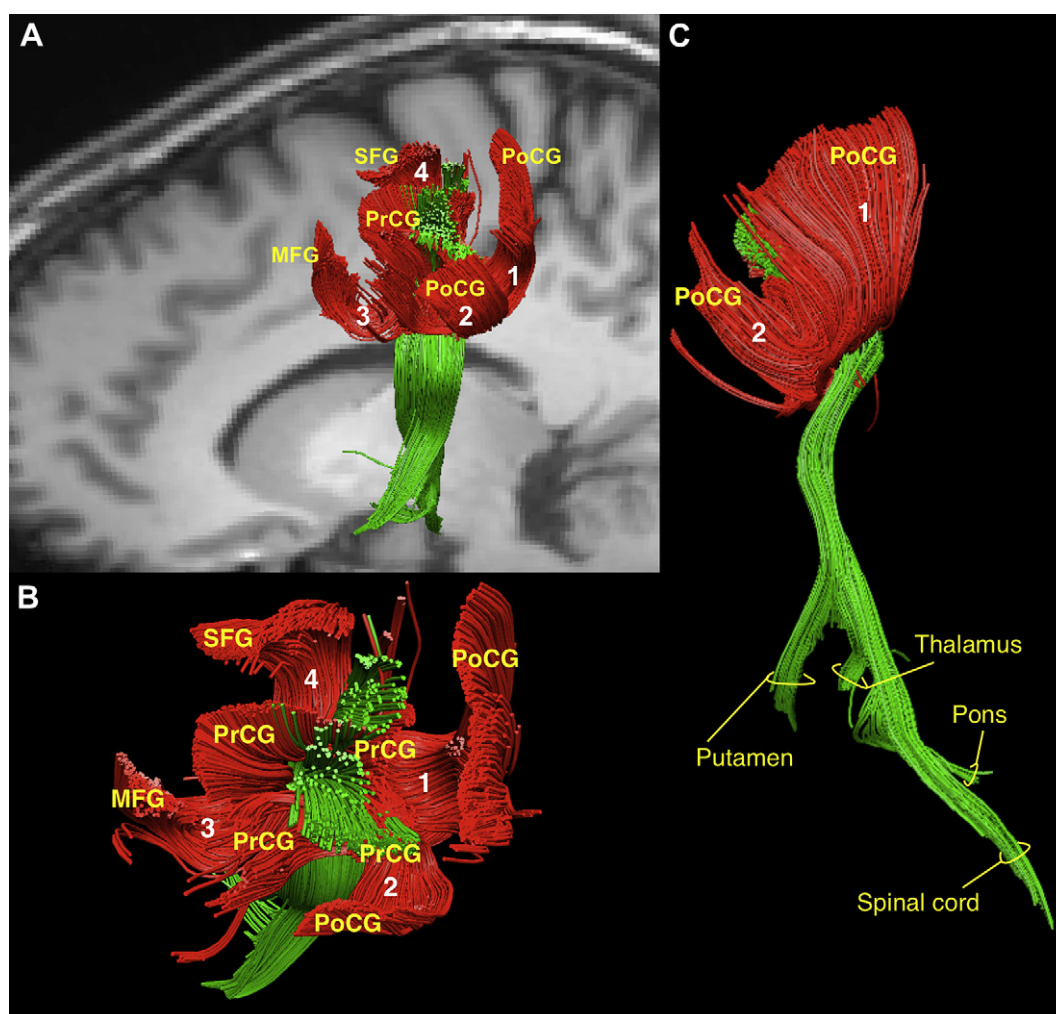 A
SFG
4
PoCG
PrCG
MFG
PoCG
1
3
2
B
SFG
PoCG
4
PrCG
PrCG
1
MFG
3
PrCG
PrCG
2
PoCG
C
PoCG
1
PoCG
2
Thalamus
Pons
Putamen
Spinal cord